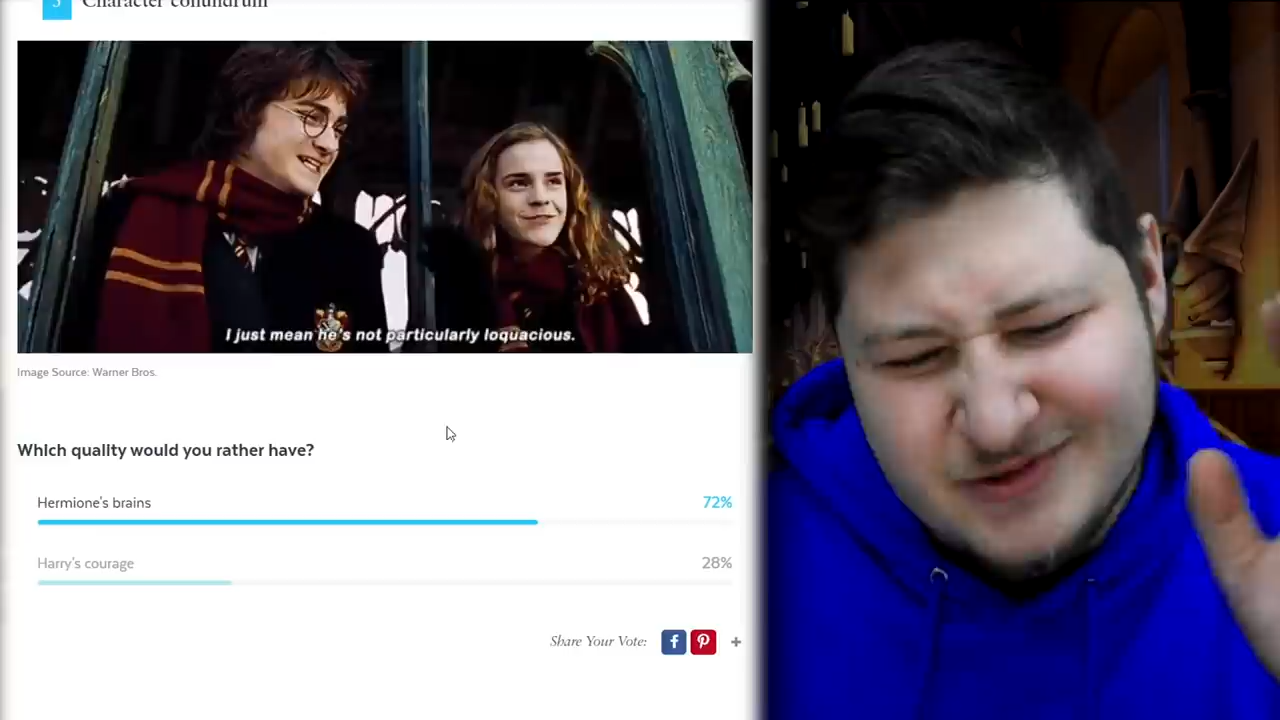 3 Character conundrum
I just mean he's not particularly loquacious.
Image Source: Warner Bros.
Which quality would you rather have?
Hermione's brains 72%
Harry's courage 28%
Share Your Vote: